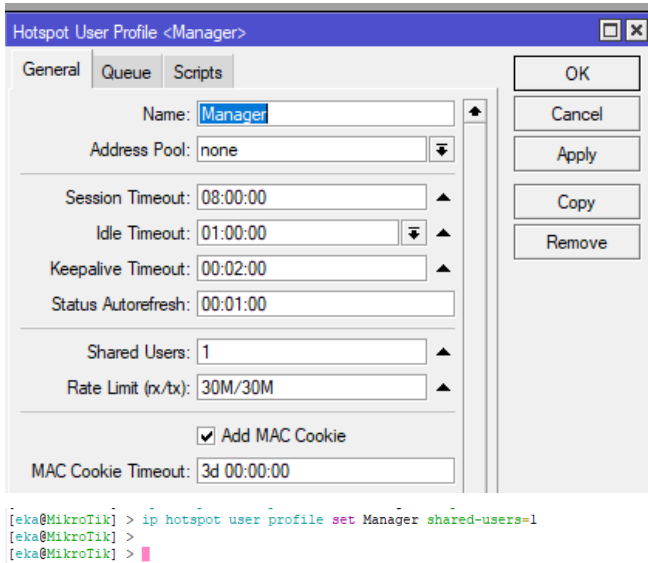 Hotspot User Profile <Manager>
General Queue Scripts
OK
Name: Manager
Cancel
Address Pool: none
Apply
Session Timeout: 08:00:00
Copy
Idle Timeout: 01:00:00
Remove
Keepalive Timeout: 00:02:00
Status Autorefresh: 00:01:00
Shared Users: 1
Rate Limit (rx/tx): 30M/30M
Add MAC Cookie
MAC Cookie Timeout: 3d 00:00:00
[eka@MikroTik] > ip hotspot user profile set Manager shared-users=1
[eka@MikroTik] >
[eka@MikroTik] >